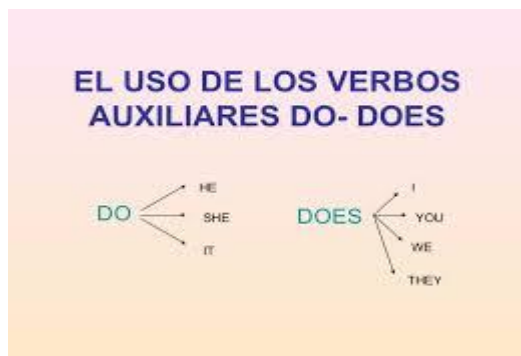 EL USO DE LOS VERBOS
AUXILIARES DO- DOES
DO
HE
SHE
IT
DOES
I
YOU
WE
THEY